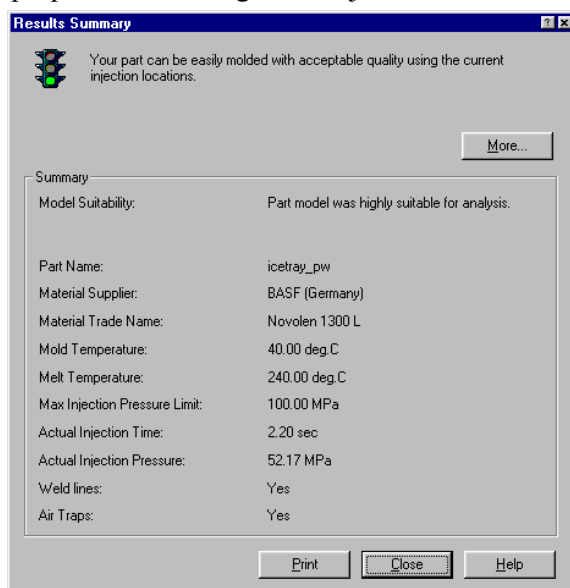 Results Summary
Your part can be easily molded with acceptable quality using the current
injection locations.
More...
Summary
Model Suitability: Part model was highly suitable for analysis.
Part Name: icetray_pw
Material Supplier: BASF (Germany)
Material Trade Name: Novolen 1300 L
Mold Temperature: 40.00 deg.C
Melt Temperature: 240.00 deg.C
Max Injection Pressure Limit: 100.00 MPa
Actual Injection Time: 2.20 sec
Actual Injection Pressure: 52.17 MPa
Weld lines: Yes
Air Traps: Yes
Print Close Help